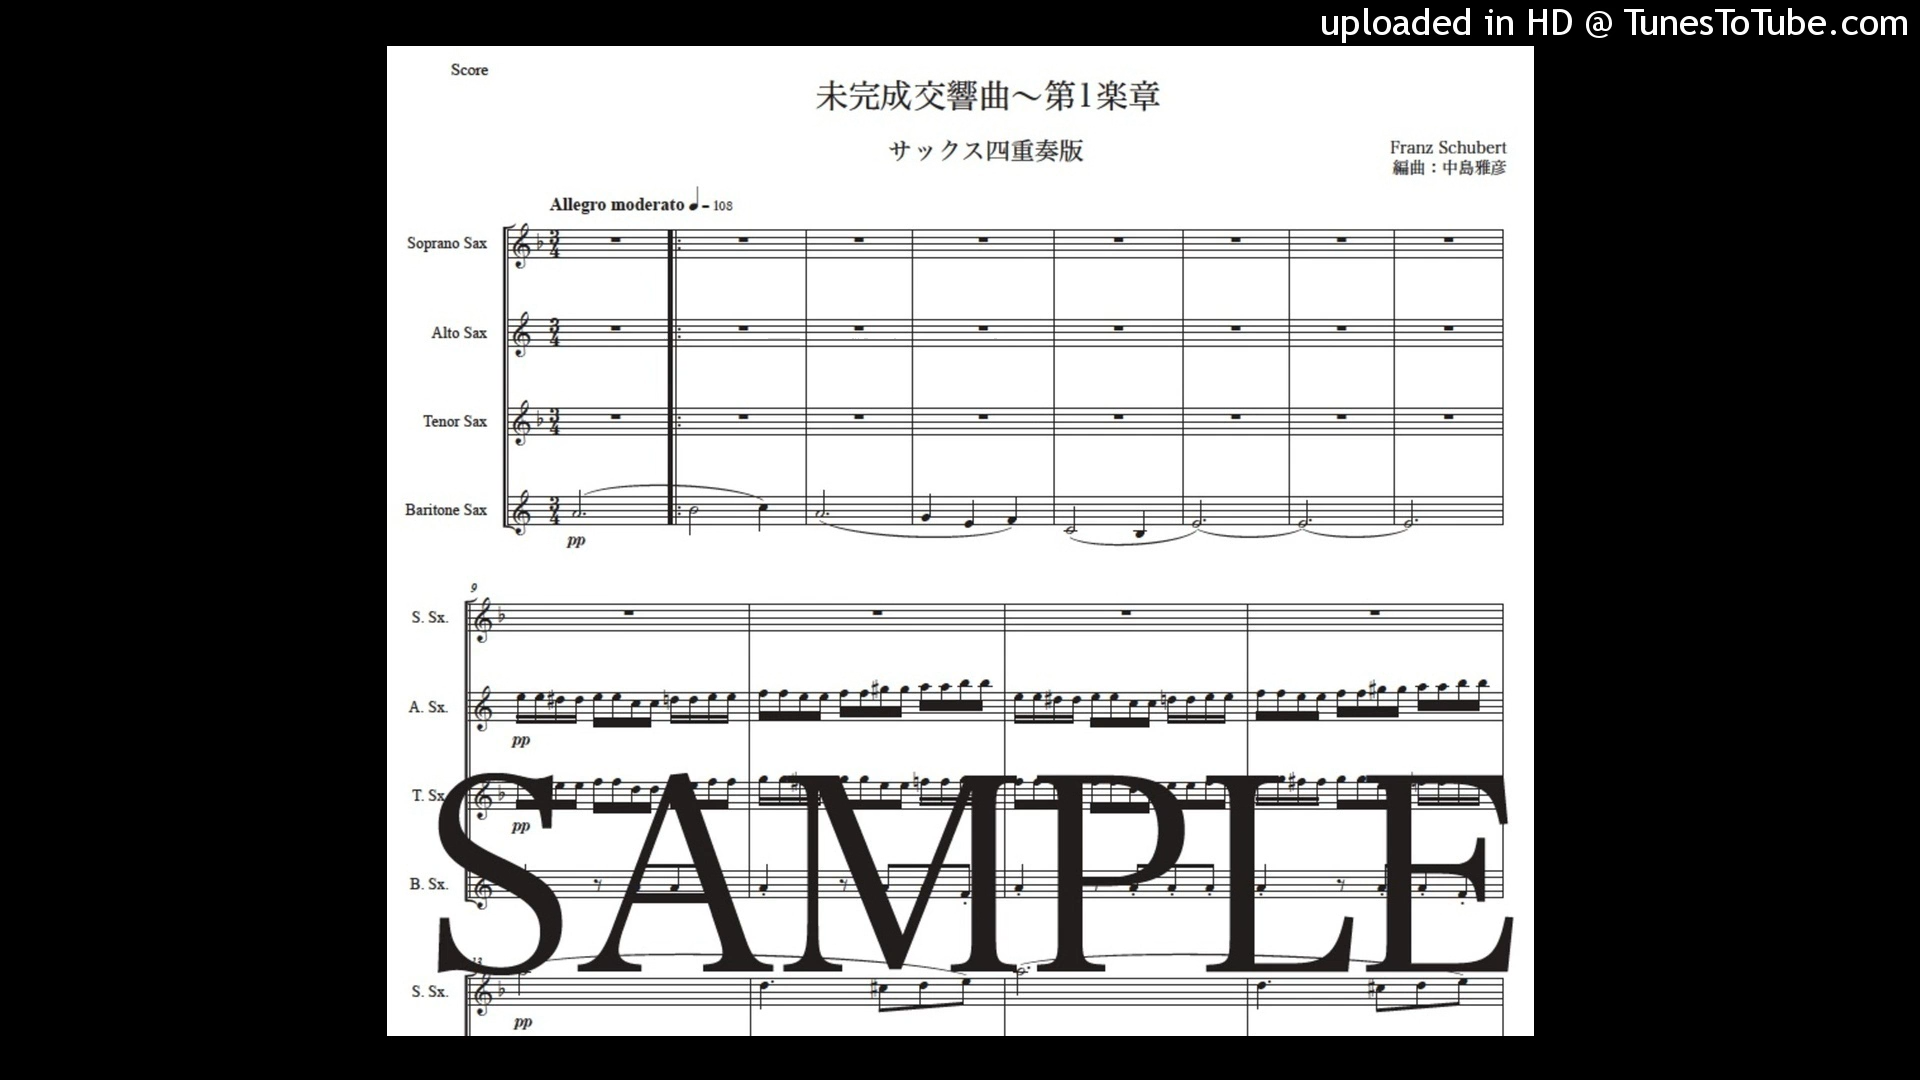 uploaded in HD @ TunesToTube.com
Score
未完成交響曲～第1楽章
サックス四重奏版
Franz Schubert
編曲：中島雅彦
Allegro moderato ♩= 108
Soprano Sax
Alto Sax
Tenor Sax
Baritone Sax
pp
9
S. Sx.
A. Sx.
pp
T. Sx.
pp
B. Sx.
SAMPLE
13
S. Sx.
pp